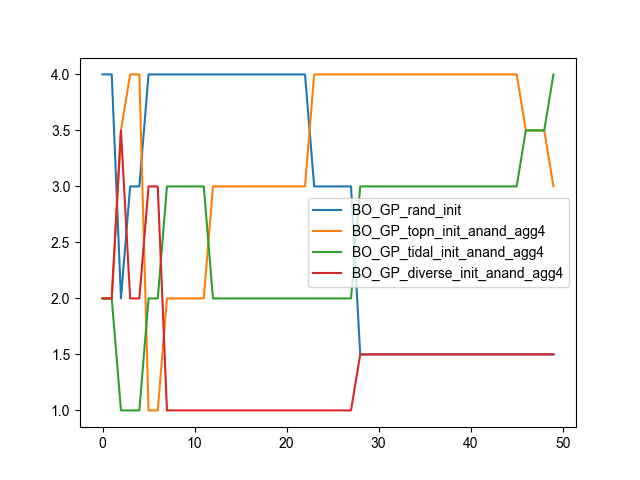 4.0
3.5
3.0
2.5
2.0
1.5
1.0
BO_GP_rand_init
BO_GP_topn_init_anand_agg4
BO_GP_tidal_init_anand_agg4
BO_GP_diverse_init_anand_agg4
0 10 20 30 40 50